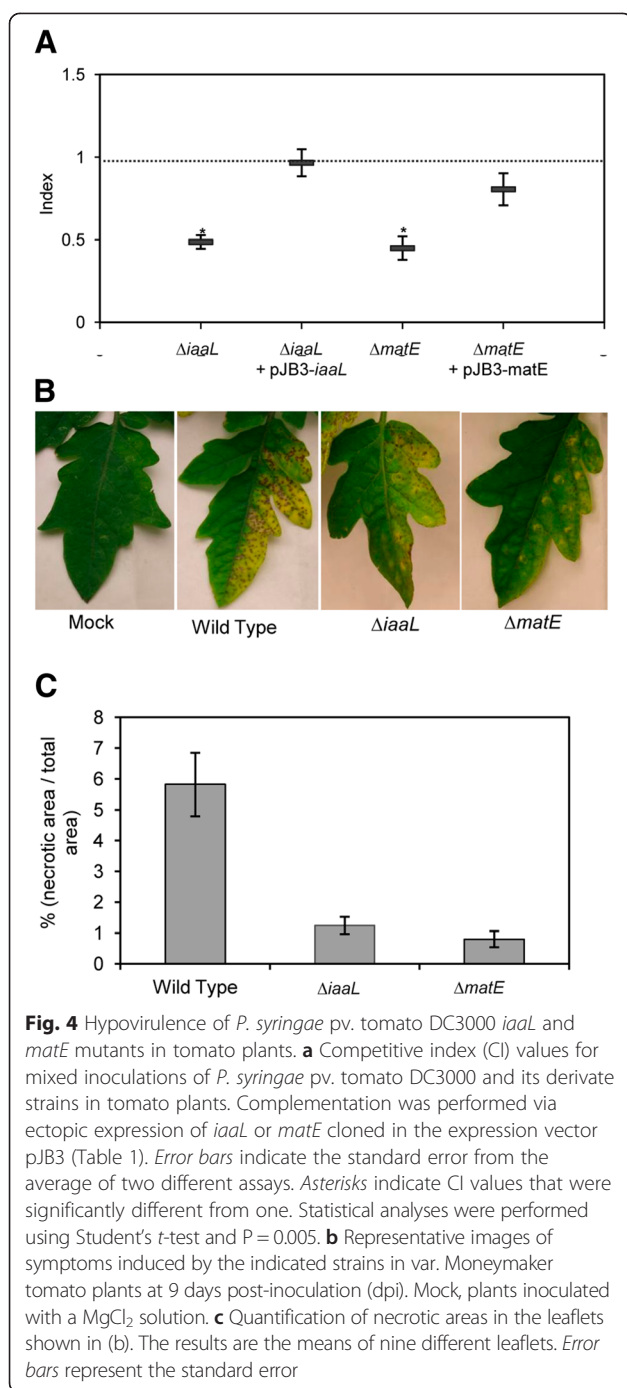 A
1.5
1
0.5
0
Index
*
*
ΔiaaL
ΔiaaL
+ pJB3-iaaL
ΔmatE
ΔmatE
+ pJB3-matE
B
Mock
Wild Type
ΔiaaL
ΔmatE
C
8
7
6
5
4
3
2
1
0
% (necrotic area / total
area)
Wild Type
ΔiaaL
ΔmatE
Fig. 4 Hypovirulence of P. syringae pv. tomato DC3000 iaaL and
matE mutants in tomato plants. a Competitive index (CI) values for
mixed inoculations of P. syringae pv. tomato DC3000 and its derivate
strains in tomato plants. Complementation was performed via
ectopic expression of iaaL or matE cloned in the expression vector
pJB3 (Table 1). Error bars indicate the standard error from the
average of two different assays. Asterisks indicate CI values that were
significantly different from one. Statistical analyses were performed
using Student's t-test and P = 0.005. b Representative images of
symptoms induced by the indicated strains in var. Moneymaker
tomato plants at 9 days post-inoculation (dpi). Mock, plants inoculated
with a MgCl₂ solution. c Quantification of necrotic areas in the leaflets
shown in (b). The results are the means of nine different leaflets. Error
bars represent the standard error